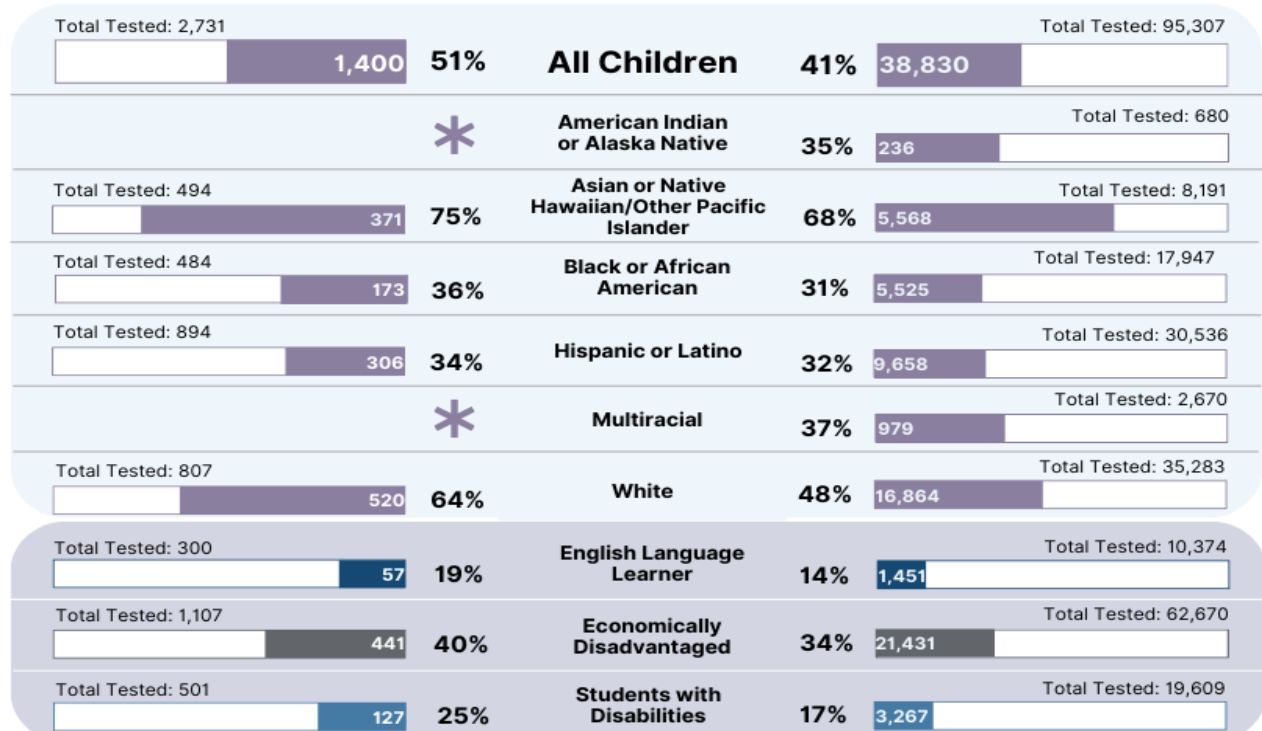 Total Tested: 2,731
Total Tested: 95,307
1,400 51% All Children 41% 38,830
Total Tested: 680
American Indian
or Alaska Native
* 35% 236
Total Tested: 494
Asian or Native
Hawaiian/Other Pacific
Islander
Total Tested: 8,191
371 75% 68% 5,568
Total Tested: 484
Black or African
American
Total Tested: 17,947
173 36% 31% 5,525
Total Tested: 894
Total Tested: 30,536
306 34% Hispanic or Latino 32% 9,658
Total Tested: 2,670
* Multiracial 37% 979
Total Tested: 807
Total Tested: 35,283
520 64% White 48% 16,864
Total Tested: 300
English Language
Learner
Total Tested: 10,374
57 19% 14% 1,451
Total Tested: 1,107
Economically
Disadvantaged
Total Tested: 62,670
441 40% 34% 21,431
Total Tested: 501
Students with
Disabilities
Total Tested: 19,609
127 25% 17% 3,267